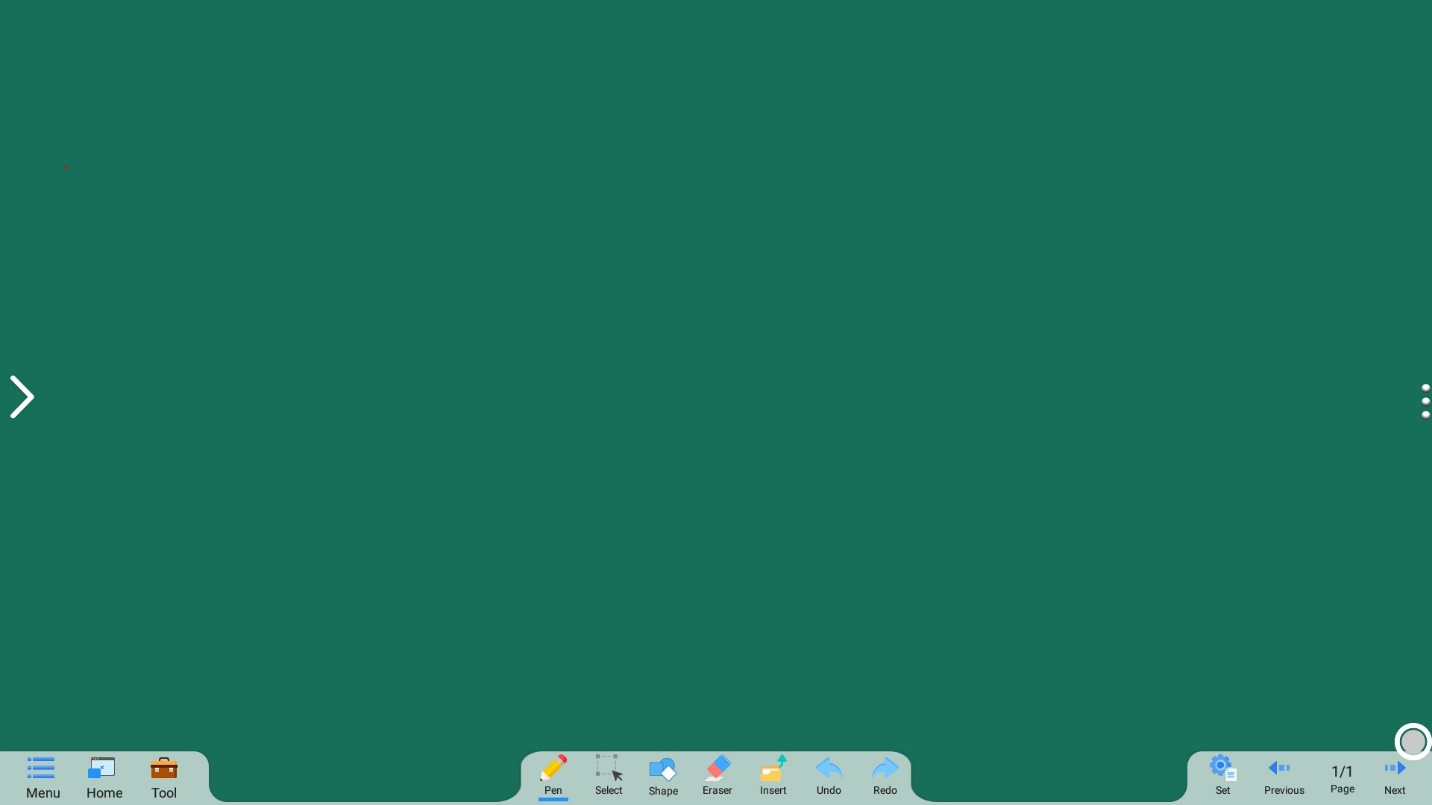 Menu
Home
Tool
Pen
Select
Shape
Eraser
Insert
Undo
Redo
Set
Previous
1/1
Page
Next